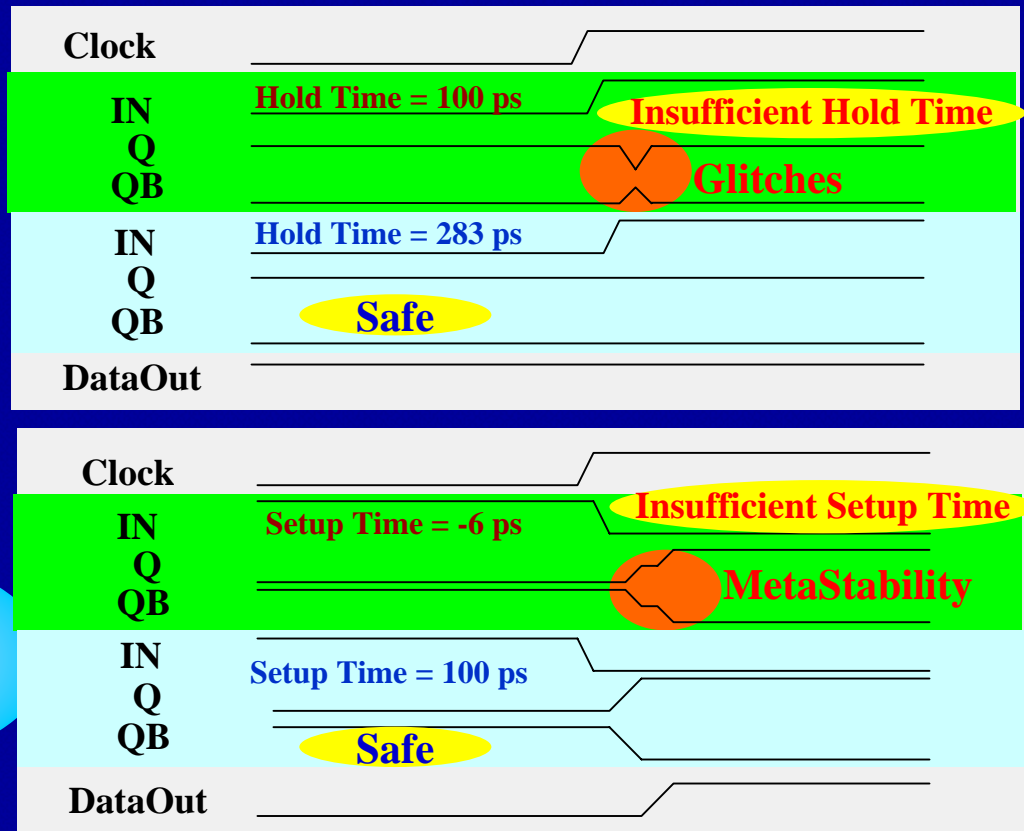 Clock
IN
Hold Time = 100 ps
Insufficient Hold Time
Q
QB
Glitches
IN
Hold Time = 283 ps
Q
QB
Safe
DataOut
Clock
Insufficient Setup Time
IN
Setup Time = -6 ps
Q
QB
MetaStability
IN
Setup Time = 100 ps
Q
QB
Safe
DataOut